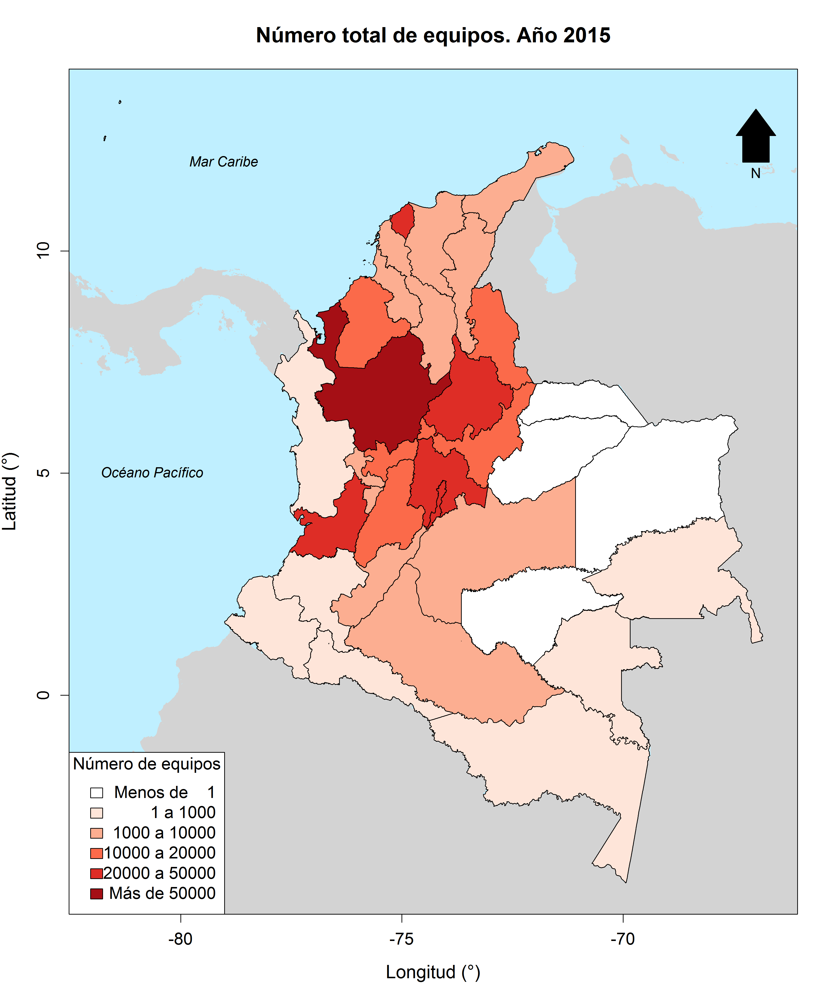 Número total de equipos. Año 2015
Mar Caribe
N
10
Océano Pacífico
5
Latitud (°)
0
Número de equipos
Menos de 1
1 a 1000
1000 a 10000
10000 a 20000
20000 a 50000
Más de 50000
-80 -75 -70
Longitud (°)